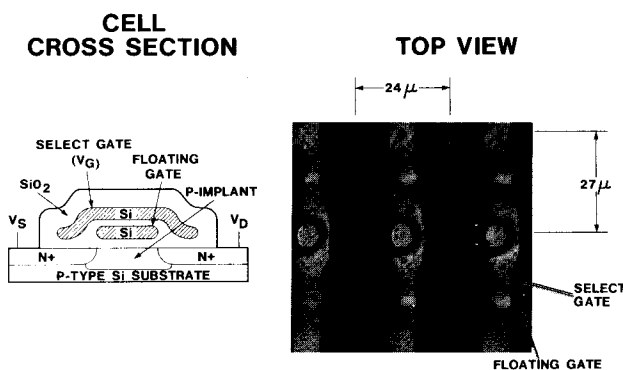 CELL
CROSS SECTION
TOP VIEW
24μ
SELECT GATE
(VG)
FLOATING
GATE
SiO2
P-IMPLANT
27μ
Si
VS
Si
VD
N+
N+
P-TYPE Si SUBSTRATE
SELECT
GATE
FLOATING GATE